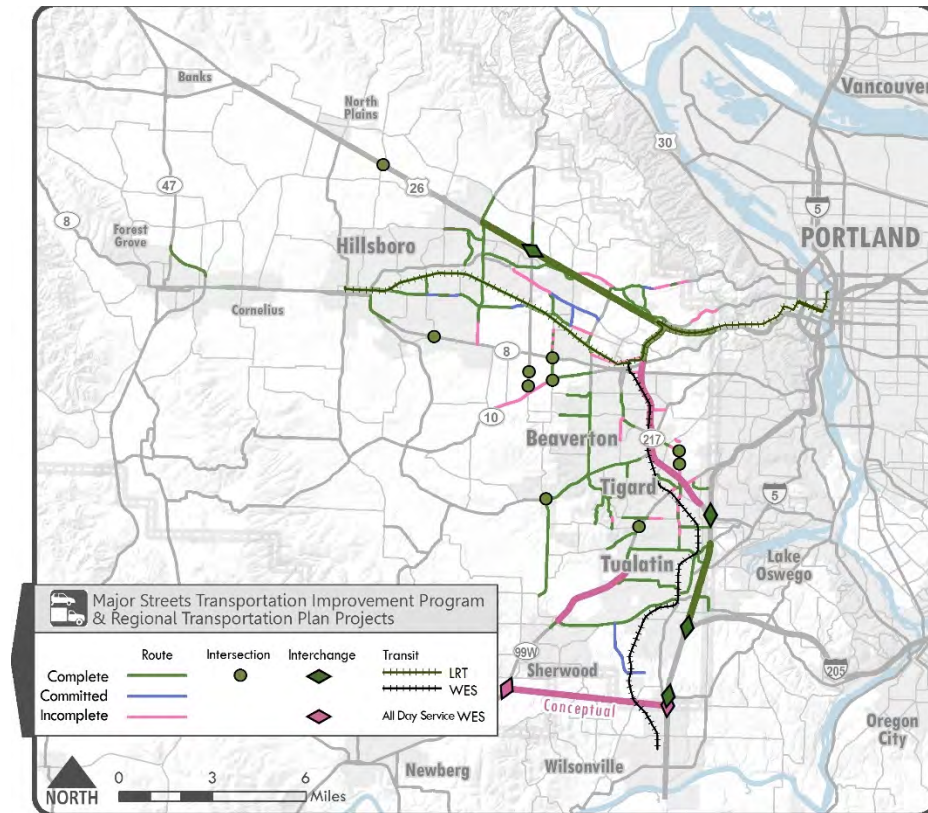 Banks
North
Plains
Vancouver
30
47
26
5
8
Forest
Grove
Hillsboro
PORTLAND
Cornelius
8
10
Beaverton
217
Tigard
5
Tualatin
Lake
Oswego
Major Streets Transportation Improvement Program
& Regional Transportation Plan Projects
Route Intersection Interchange Transit
Complete LRT
Committed WES
Incomplete All Day Service WES
99W
Sherwood
205
Conceptual
Oregon
City
Newberg
Wilsonville
NORTH
0 3 6
Miles